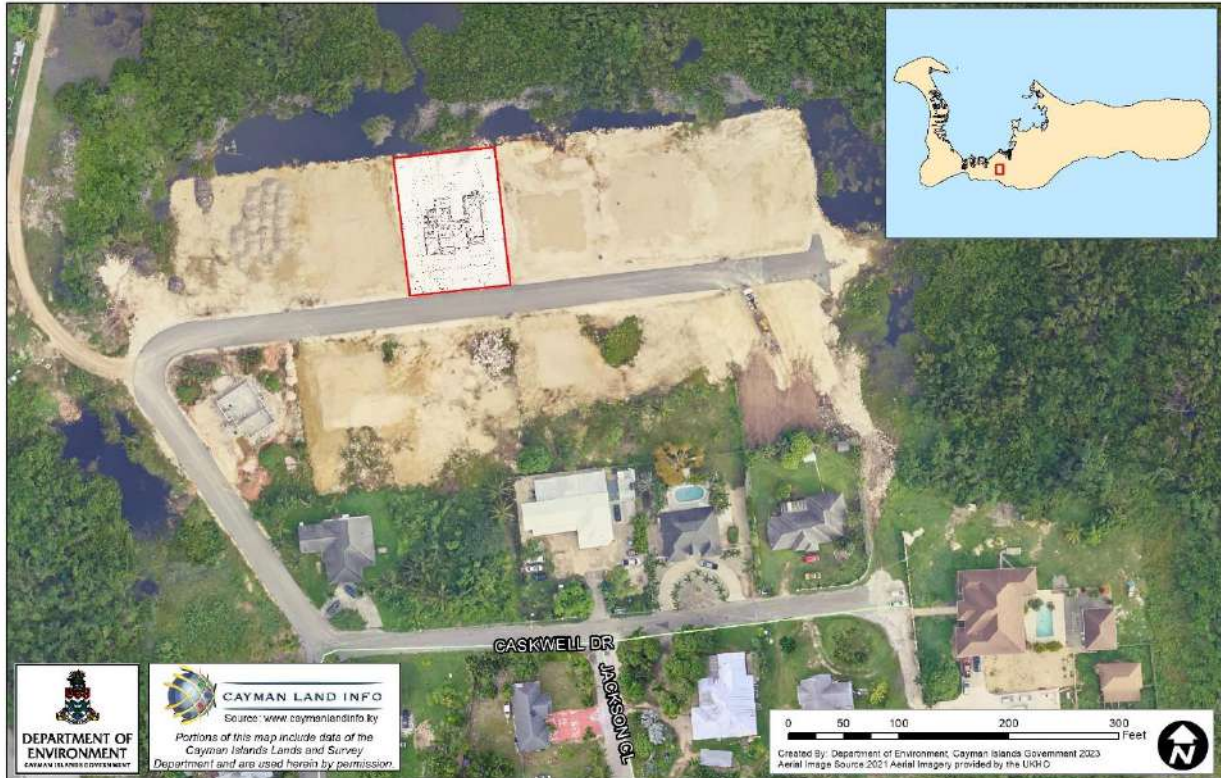 CASKWELL DR
JACKSON CL
DEPARTMENT OF
ENVIRONMENT
CAYMAN ISLANDS GOVERNMENT
CAYMAN LAND INFO
Source: www.caymanlandinfo.ky
Portions of this map include data of the
Cayman Islands Lands and Survey
Department and are used herein by permission.
0 50 100 200 300
Feet
Created By: Department of Environment, Cayman Islands Government 2023
Aerial Image Source:2021 Aerial Imagery provided by the UKHO
N